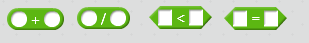 + / < =